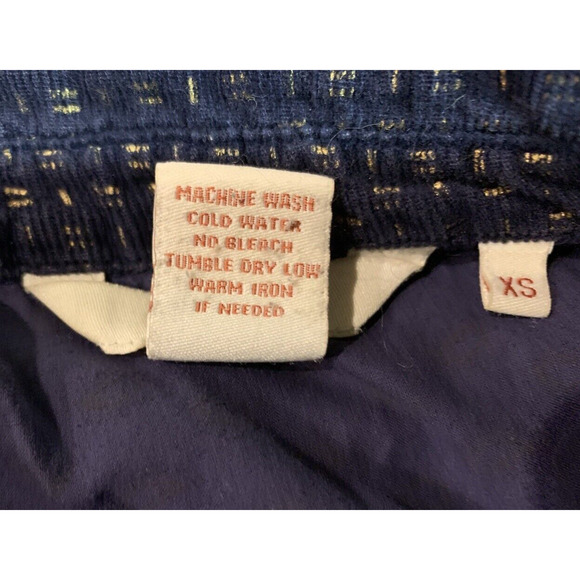 MACHINE WASH
COLD WATER
NO BLEACH
TUMBLE DRY LOW
WARM IRON
IF NEEDED
XS